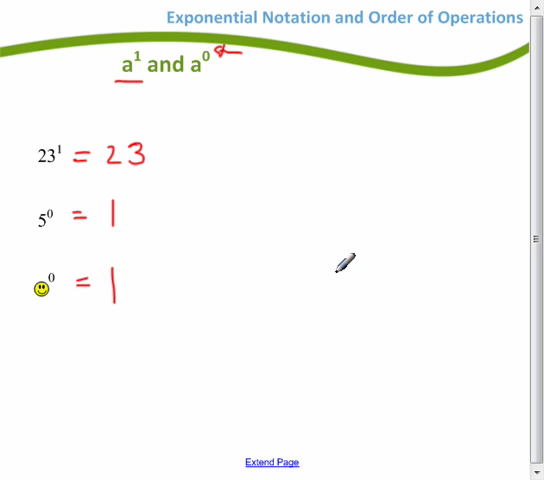 Exponential Notation and Order of Operations
a¹ and a⁰
23¹ = 23
5⁰ = 1
☺⁰ = 1
Extend Page